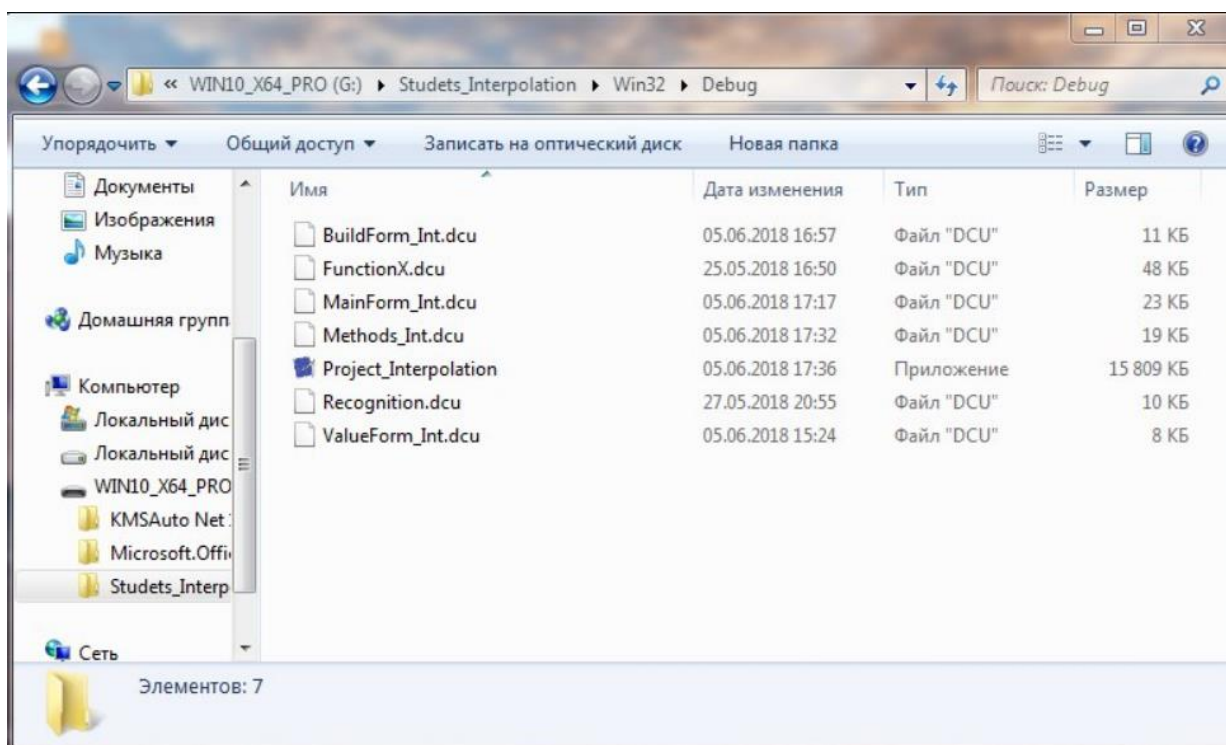 « WIN10_X64_PRO (G:) ▸ Studets_Interpolation ▸ Win32 ▸ Debug
Поиск: Debug
Упорядочить ▾ Общий доступ ▾ Записать на оптический диск Новая папка
Документы
Изображения
Музыка
Домашняя групп
Компьютер
Локальный дис
Локальный дис
WIN10_X64_PRO
KMSAuto Net
Microsoft.Offi
Studets_Interp
Сеть
Имя Дата изменения Тип Размер
BuildForm_Int.dcu 05.06.2018 16:57 Файл "DCU" 11 КБ
FunctionX.dcu 25.05.2018 16:50 Файл "DCU" 48 КБ
MainForm_Int.dcu 05.06.2018 17:17 Файл "DCU" 23 КБ
Methods_Int.dcu 05.06.2018 17:32 Файл "DCU" 19 КБ
Project_Interpolation 05.06.2018 17:36 Приложение 15 809 КБ
Recognition.dcu 27.05.2018 20:55 Файл "DCU" 10 КБ
ValueForm_Int.dcu 05.06.2018 15:24 Файл "DCU" 8 КБ
Элементов: 7